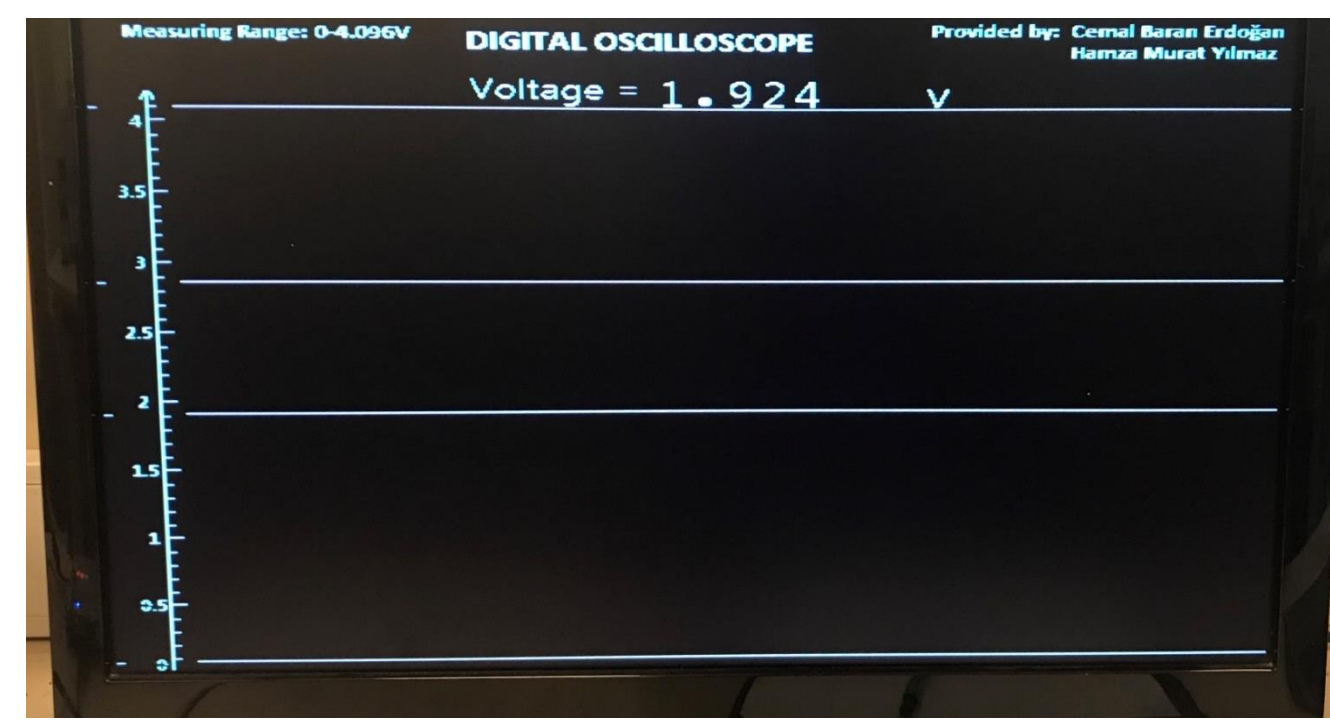 Measuring Range: 0-4.096V
DIGITAL OSCILLOSCOPE
Provided by: Cemal Baran Erdoğan
Hamza Murat Yılmaz
Voltage = 1.924 V
4
3.5
3
2.5
2
1.5
1
0.5
0